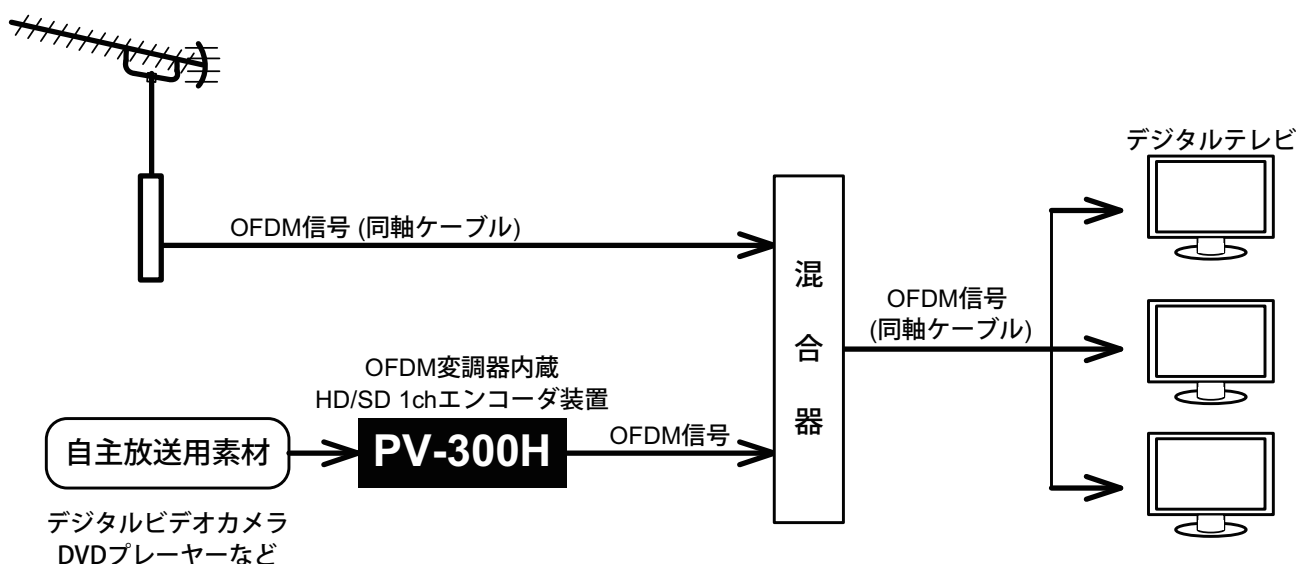 デジタルテレビ
OFDM信号 (同軸ケーブル)
混合器
OFDM信号
(同軸ケーブル)
OFDM変調器内蔵
HD/SD 1chエンコーダ装置
自主放送用素材
PV-300H
OFDM信号
デジタルビデオカメラ
DVDプレーヤーなど